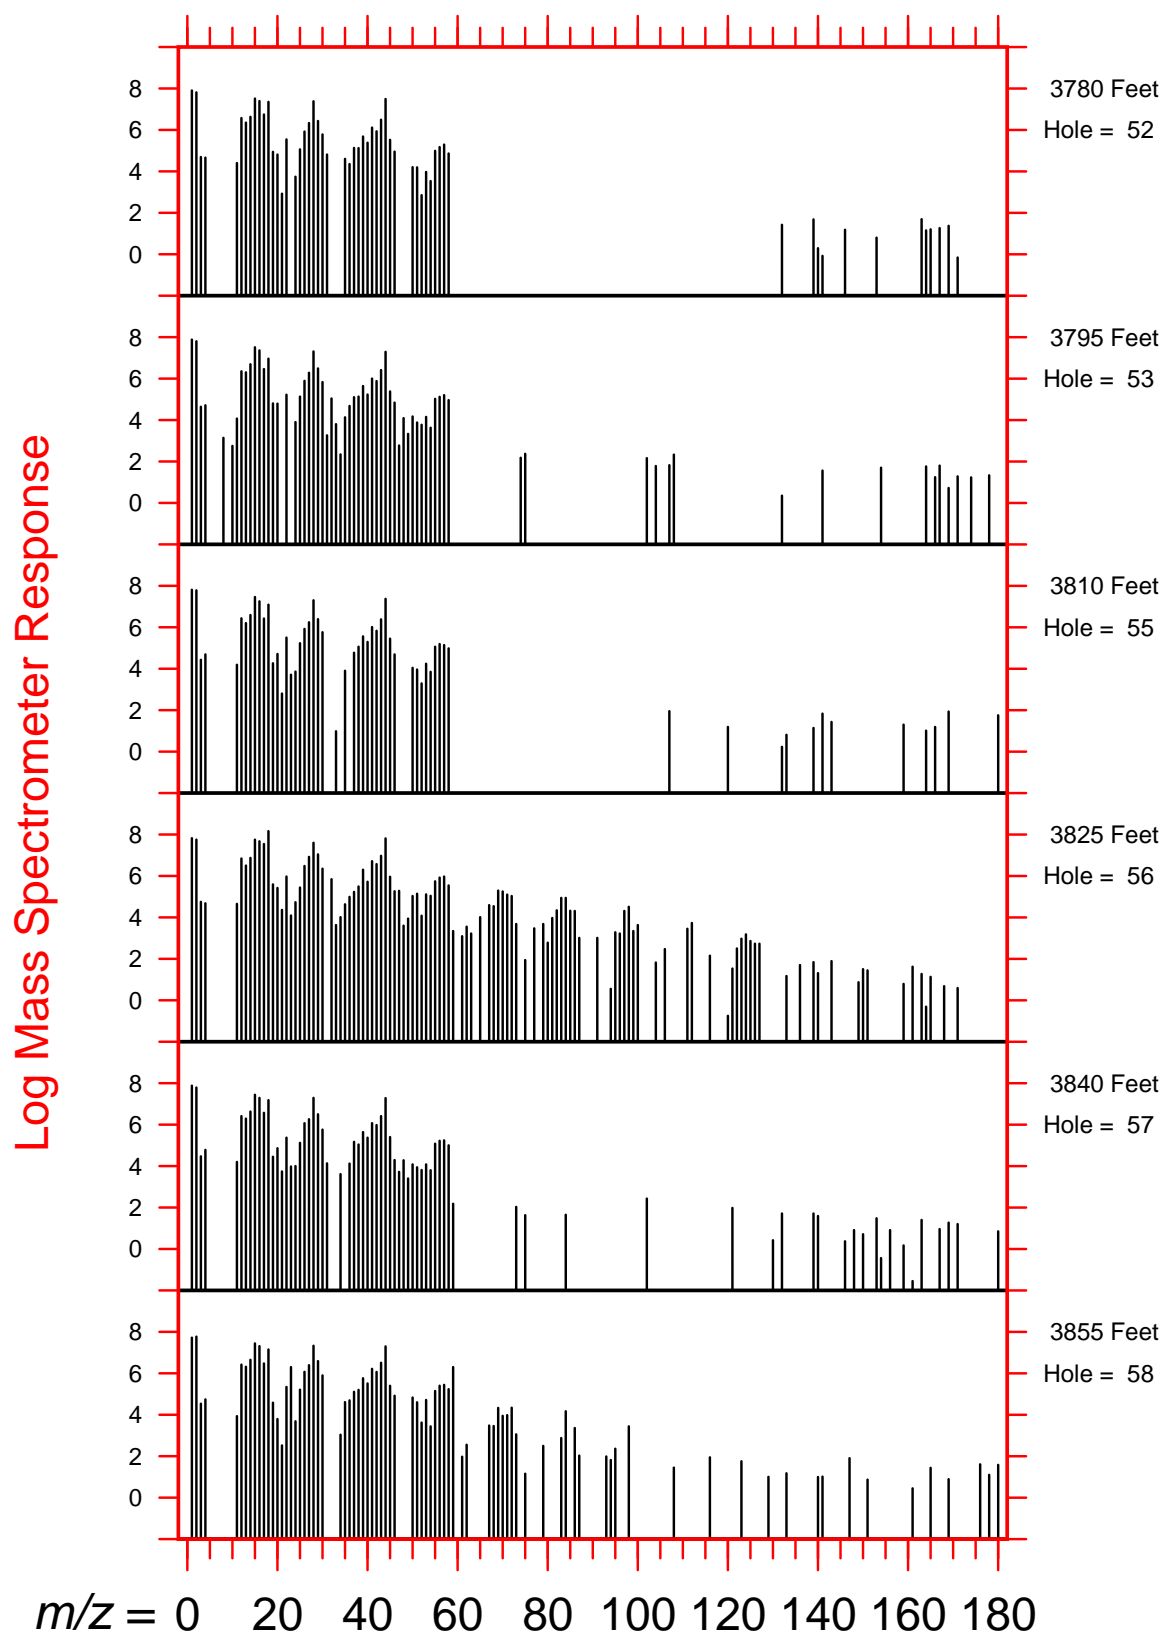 8
6
4
2
0
3780 Feet
Hole = 52
8
6
4
2
0
3795 Feet
Hole = 53
8
6
4
2
0
3810 Feet
Hole = 55
8
6
4
2
0
3825 Feet
Hole = 56
8
6
4
2
0
3840 Feet
Hole = 57
8
6
4
2
0
3855 Feet
Hole = 58
Log Mass Spectrometer Response
m/z = 0 20 40 60 80 100 120 140 160 180